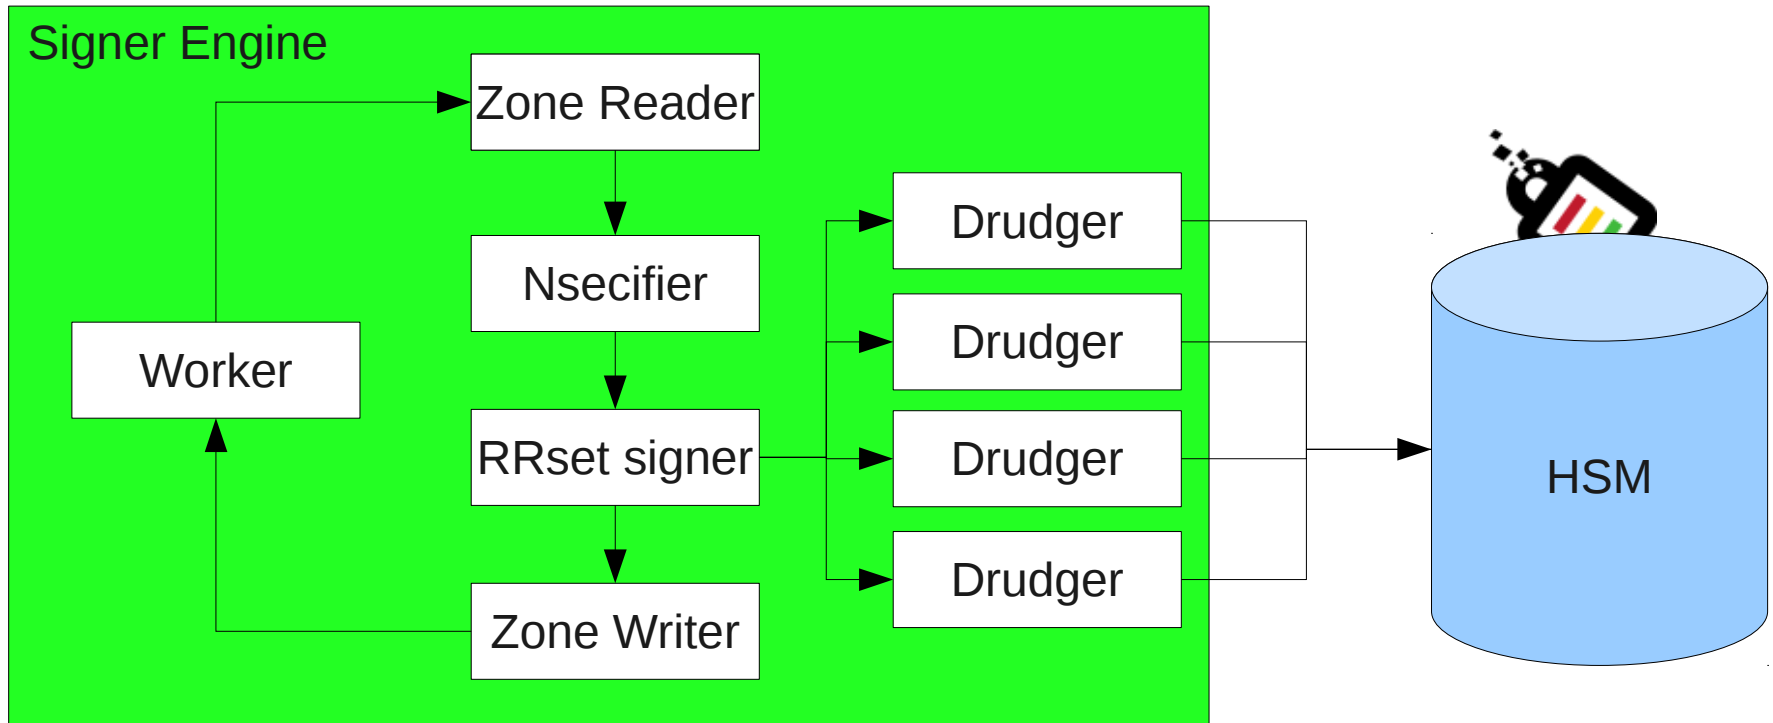 Signer Engine
Zone Reader
Nsecifier
Worker
RRset signer
Zone Writer
Drudger
Drudger
Drudger
Drudger
HSM